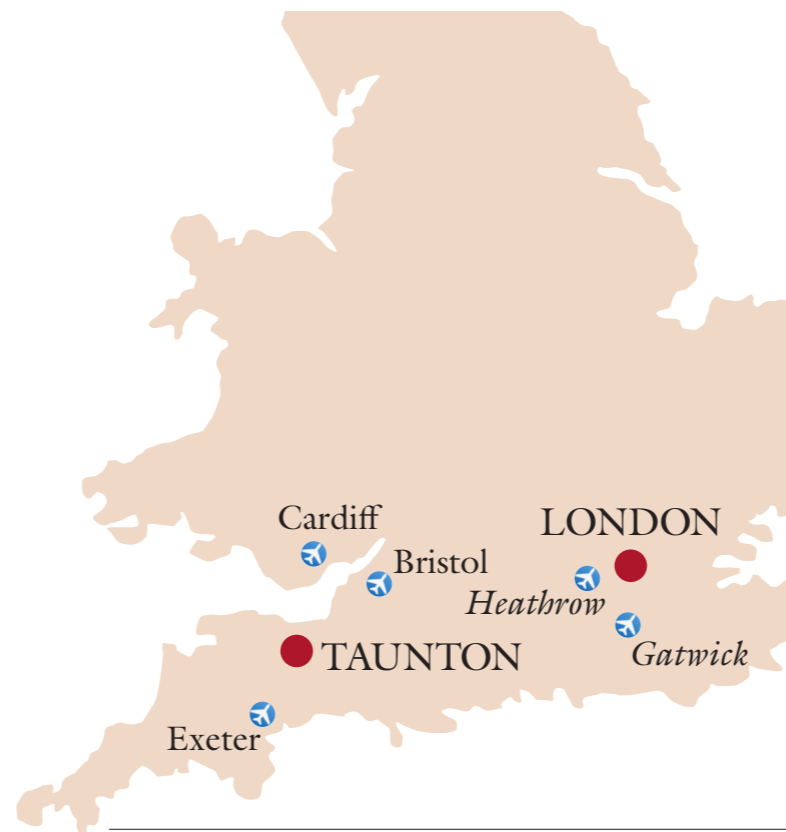 Cardiff
LONDON
Bristol
Heathrow
TAUNTON
Gatwick
Exeter